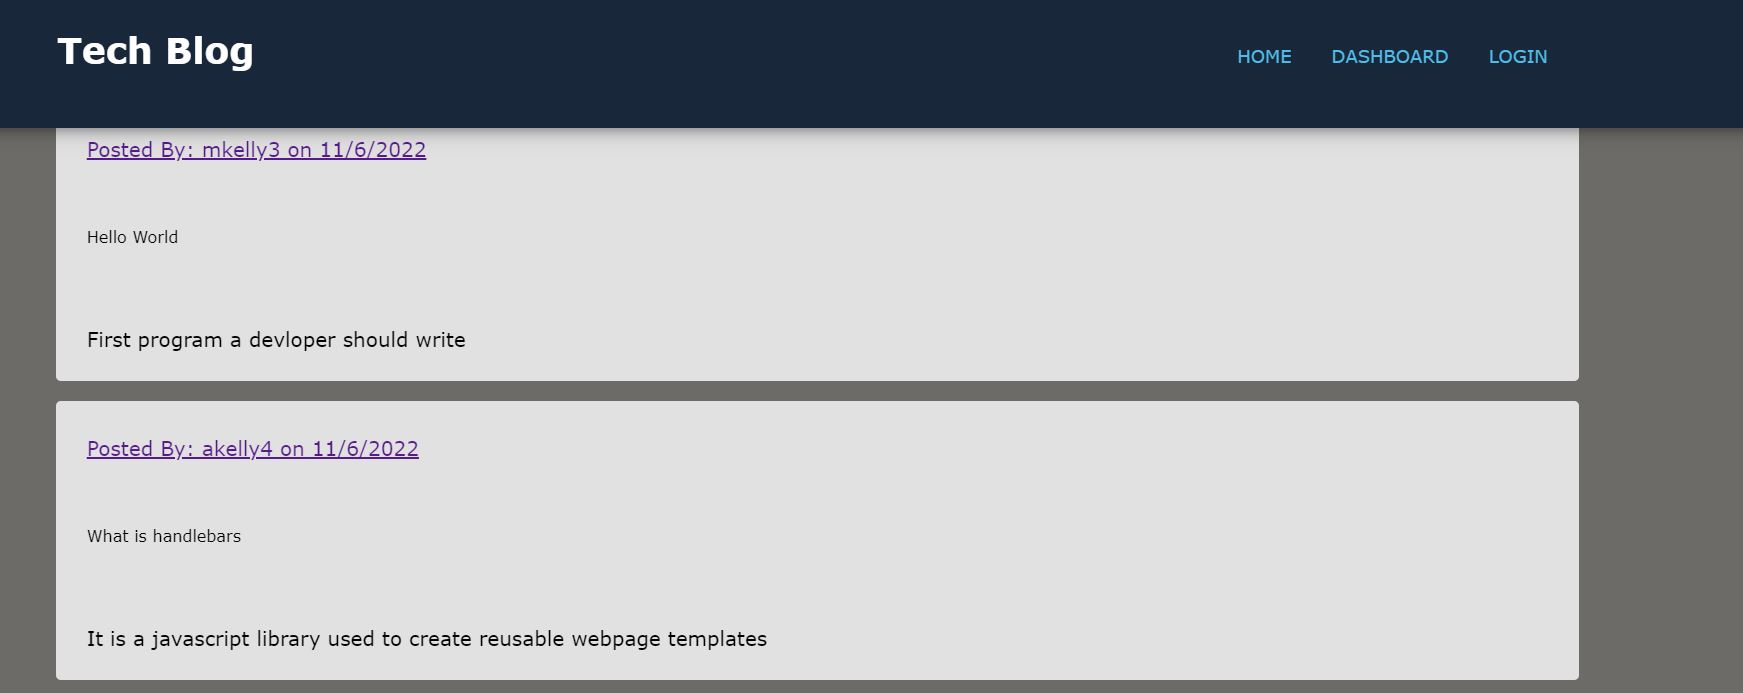 Tech Blog
HOME DASHBOARD LOGIN
Posted By: mkelly3 on 11/6/2022
Hello World
First program a devloper should write
Posted By: akelly4 on 11/6/2022
What is handlebars
It is a javascript library used to create reusable webpage templates